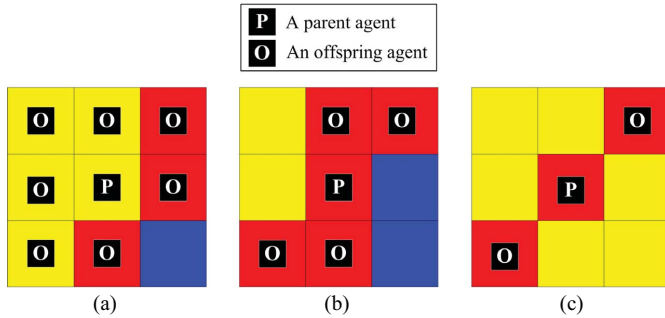 P A parent agent
O An offspring agent
O O O
O P O
O O
O O
P
O O
O
P
O
(a) (b) (c)